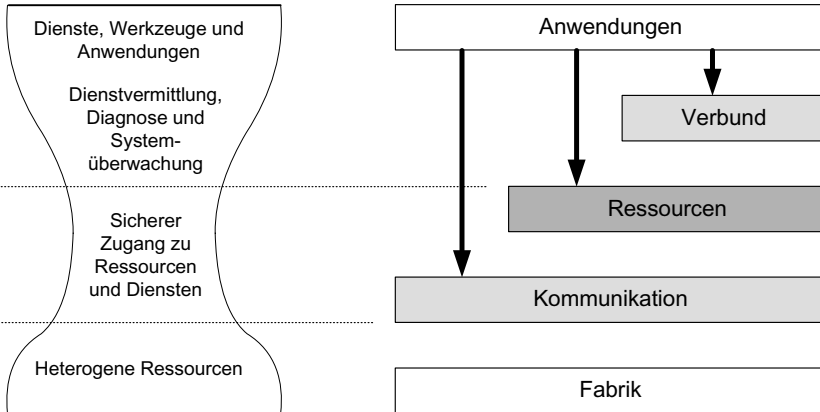 Dienste, Werkzeuge und
Anwendungen
Dienstvermittlung,
Diagnose und
System-
überwachung
Sicherer
Zugang zu
Ressourcen
und Diensten
Heterogene Ressourcen
Anwendungen
Verbund
Ressourcen
Kommunikation
Fabrik